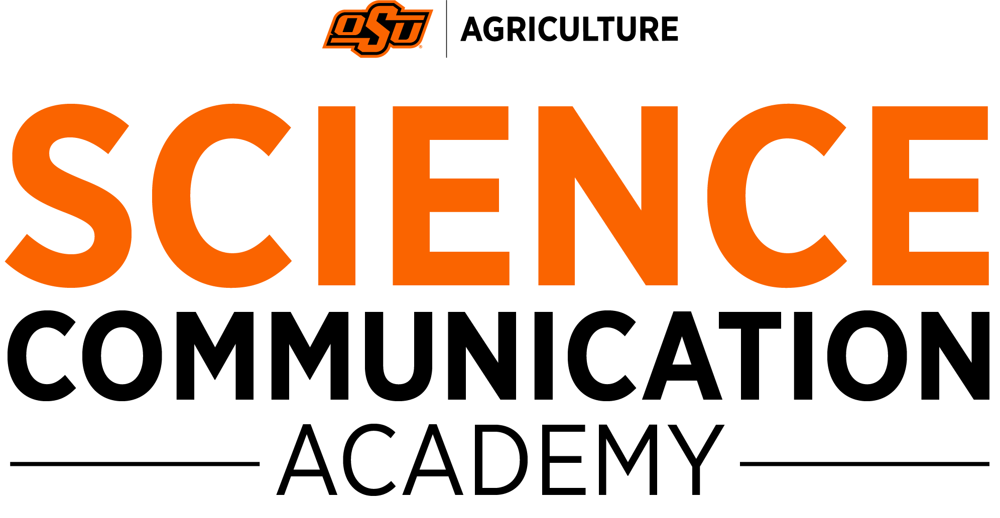 OSU® AGRICULTURE
SCIENCE
COMMUNICATION
ACADEMY